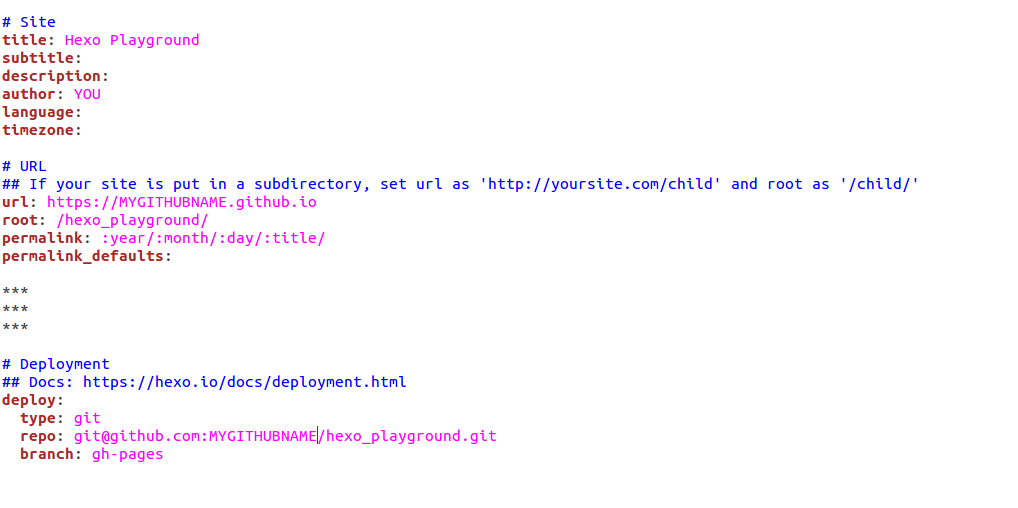 # Site
title: Hexo Playground
subtitle:
description:
author: YOU
language:
timezone:
# URL
## If your site is put in a subdirectory, set url as 'http://yoursite.com/child' and root as '/child/'
url: https://MYGITHUBNAME.github.io
root: /hexo_playground/
permalink: :year/:month/:day/:title/
permalink_defaults:
***
***
***
# Deployment
## Docs: https://hexo.io/docs/deployment.html
deploy:
  type: git
  repo: git@github.com:MYGITHUBNAME/hexo_playground.git
  branch: gh-pages